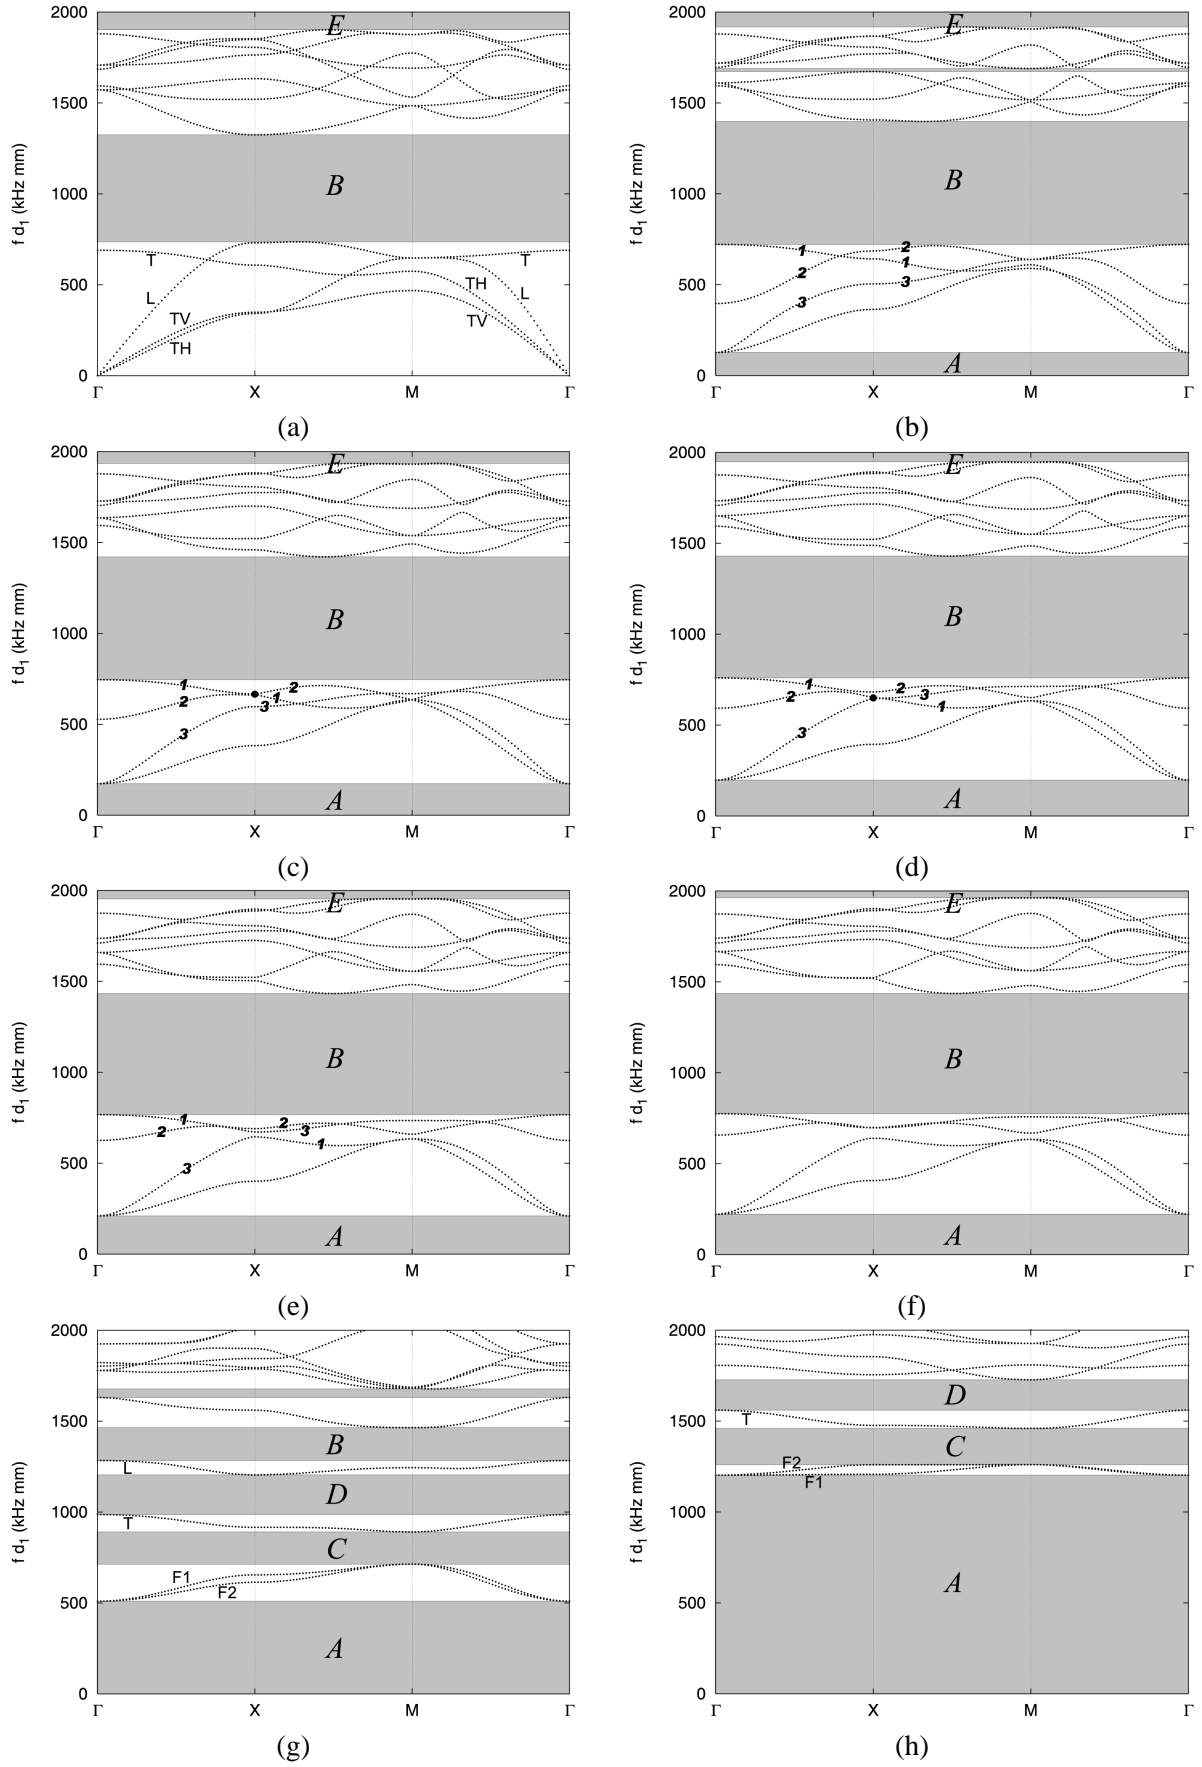 2000
1500
1000
500
0
f d₁ (kHz mm)
E
B
T
L
TV
TH
TH
TV
T
L
Γ X M Γ
(a)
2000
1500
1000
500
0
f d₁ (kHz mm)
E
B
1
2
3
2
1
3
A
Γ X M Γ
(b)
2000
1500
1000
500
0
f d₁ (kHz mm)
E
B
1
2
3
2
1
3
A
Γ X M Γ
(c)
2000
1500
1000
500
0
f d₁ (kHz mm)
E
B
1
2
3
2
3
1
A
Γ X M Γ
(d)
2000
1500
1000
500
0
f d₁ (kHz mm)
E
B
1
2
3
2
3
1
A
Γ X M Γ
(e)
2000
1500
1000
500
0
f d₁ (kHz mm)
E
B
A
Γ X M Γ
(f)
2000
1500
1000
500
0
f d₁ (kHz mm)
B
L
D
T
C
F1
F2
A
Γ X M Γ
(g)
2000
1500
1000
500
0
f d₁ (kHz mm)
D
T
C
F2
F1
A
Γ X M Γ
(h)